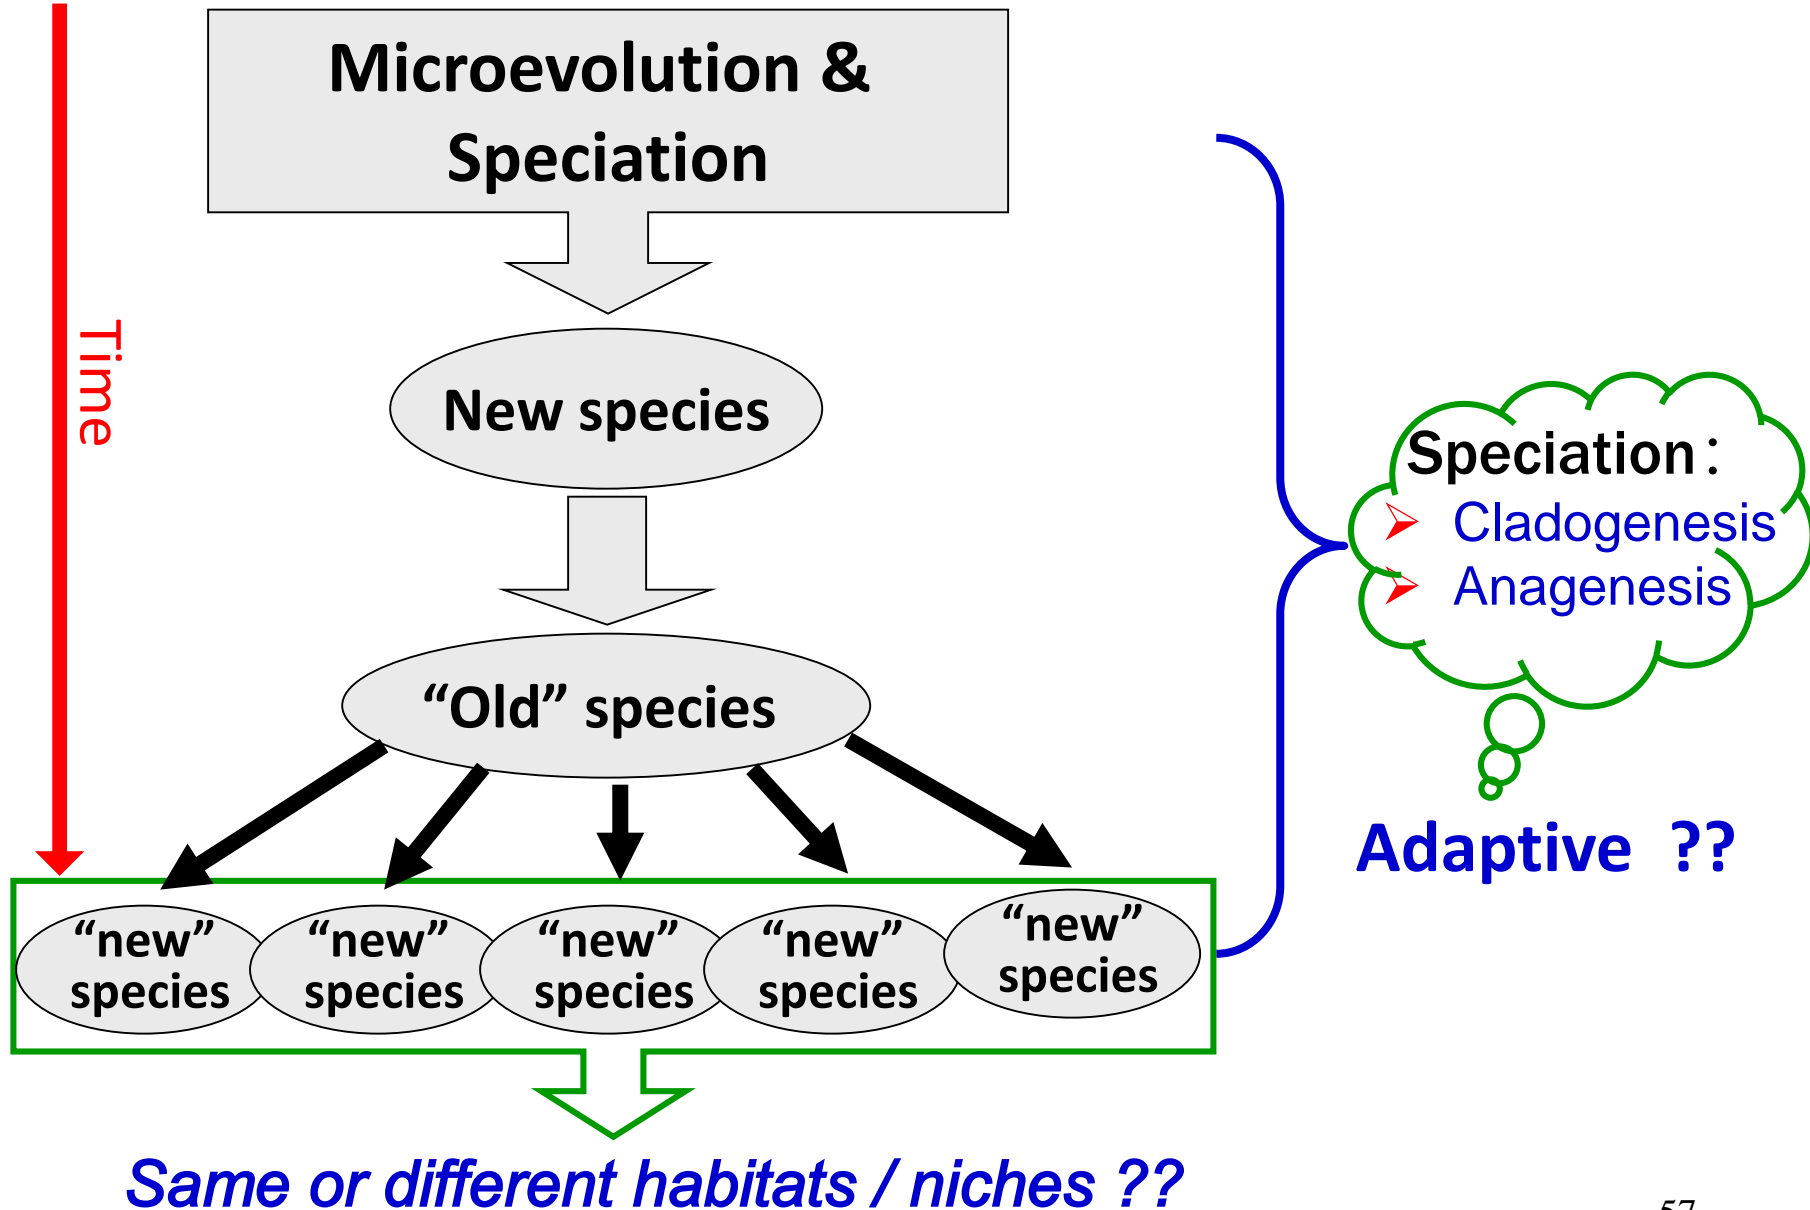 Microevolution &
Speciation
Time
New species
Speciation:
Cladogenesis
Anagenesis
“Old” species
Adaptive ??
“new”
species
“new”
species
“new”
species
“new”
species
“new”
species
Same or different habitats / niches ??
57